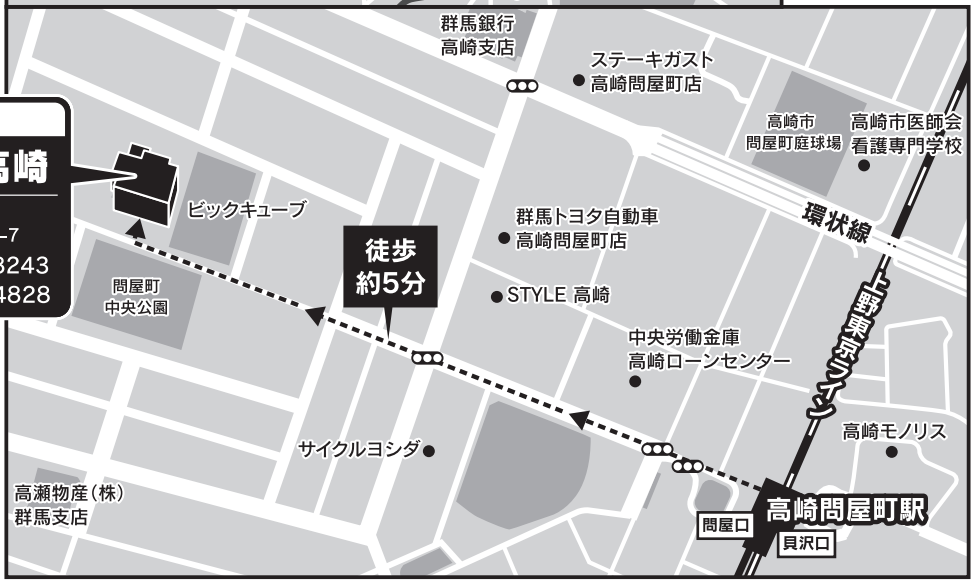 群馬銀行
高崎支店
ステーキガスト
高崎問屋町店
高崎市
問屋町庭球場
高崎市医師会
看護専門学校
高崎
-7
3243
4828
ビックキューブ
環状線
群馬トヨタ自動車
高崎問屋町店
徒歩
約5分
問屋町
中央公園
STYLE 高崎
上野東京ライン
中央労働金庫
高崎ローンセンター
高崎モノリス
サイクルヨシダ
高瀬物産(株)
群馬支店
高崎問屋町駅
問屋口
貝沢口